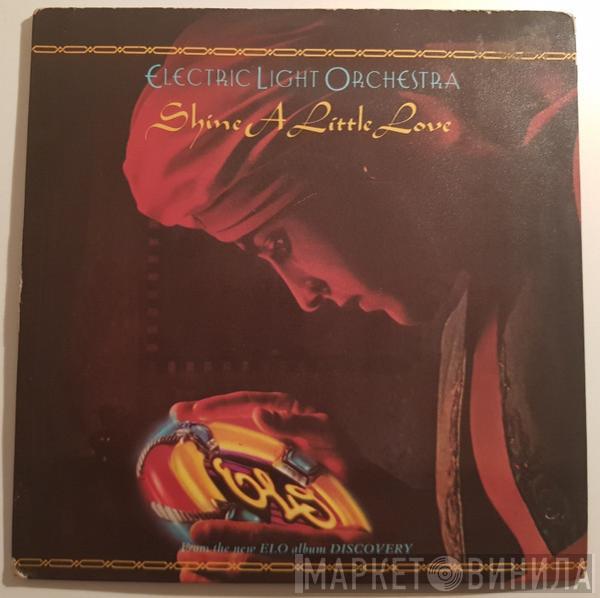 Electric Light Orchestra
Shine A Little Love
ELO
From the new ELO album DISCOVERY
МАРКЕТ ВИНИЛА